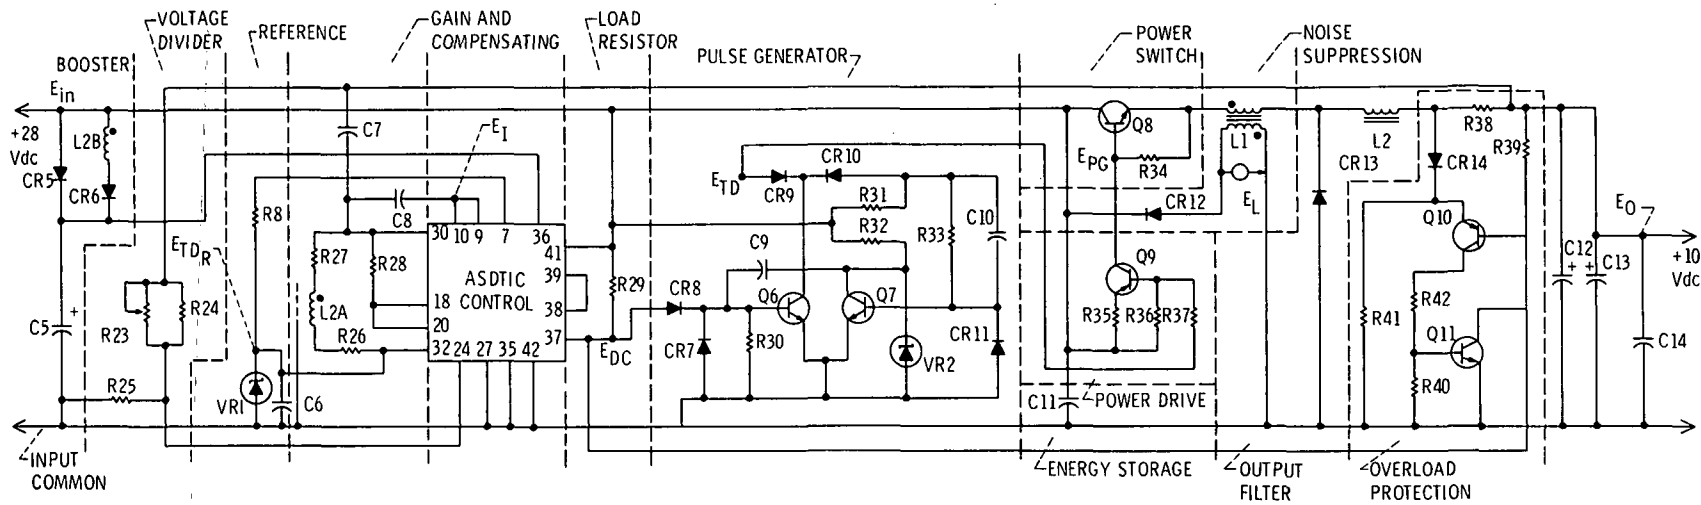 VOLTAGE
DIVIDER
REFERENCE
GAIN AND
COMPENSATING
LOAD
RESISTOR
PULSE GENERATOR
POWER
SWITCH
NOISE
SUPPRESSION
BOOSTER
Ein
+28
Vdc
L2B
CR5
CR6
C5
+
R23
R24
R25
ETDR
R8
VR1
C6
C7
EI
C8
R27
R28
L2A
R26
30
10
9
7
36
41
39
38
37
18
20
32
24
27
35
42
ASDTIC
CONTROL
R29
EDC
CR8
CR7
R30
C9
Q6
Q7
ETD
CR9
CR10
R31
R32
R33
C10
VR2
CR11
Q8
EPG
R34
CR12
L1
EL
Q9
R35
R36
R37
C11
POWER DRIVE
CR13
L2
R38
CR14
R39
Q10
R41
R42
Q11
R40
C12
+
+
C13
EO
+10
Vdc
C14
INPUT
COMMON
ENERGY STORAGE
OUTPUT
FILTER
OVERLOAD
PROTECTION